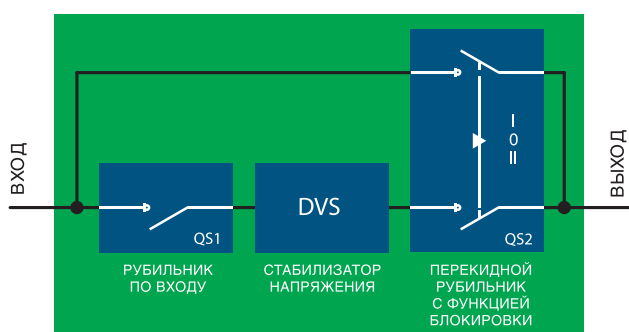 I
0
II
ВХОД
ВЫХОД
DVS
QS1
QS2
РУБИЛЬНИК
ПО ВХОДУ
СТАБИЛИЗАТОР
НАПРЯЖЕНИЯ
ПЕРЕКИДНОЙ
РУБИЛЬНИК
С ФУНКЦИЕЙ
БЛОКИРОВКИ